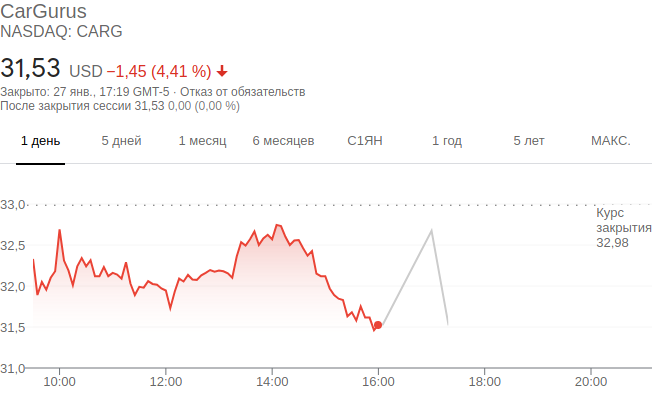 CarGurus
NASDAQ: CARG
31,53 USD −1,45 (4,41 %)
Закрыто: 27 янв., 17:19 GMT-5 · Отказ от обязательств
После закрытия сессии 31,53 0,00 (0,00 %)
1 день 5 дней 1 месяц 6 месяцев С1ЯН 1 год 5 лет МАКС.
33,0
Курс
закрытия
32,98
32,5
32,0
31,5
31,0
10:00 12:00 14:00 16:00 18:00 20:00